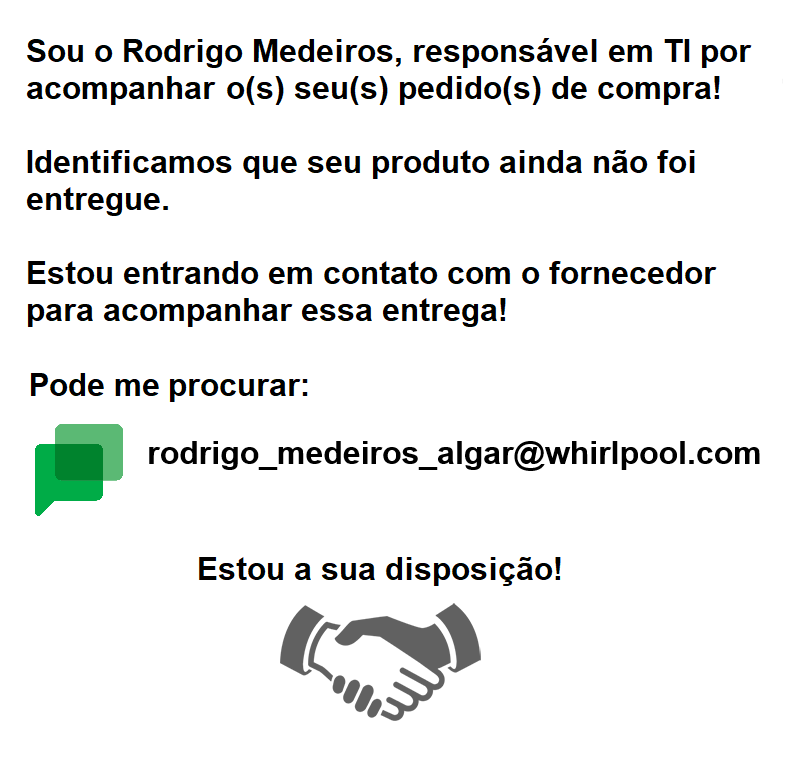 Sou o Rodrigo Medeiros, responsável em TI por
acompanhar o(s) seu(s) pedido(s) de compra!
Identificamos que seu produto ainda não foi
entregue.
Estou entrando em contato com o fornecedor
para acompanhar essa entrega!
Pode me procurar:
rodrigo_medeiros_algar@whirlpool.com
Estou a sua disposição!